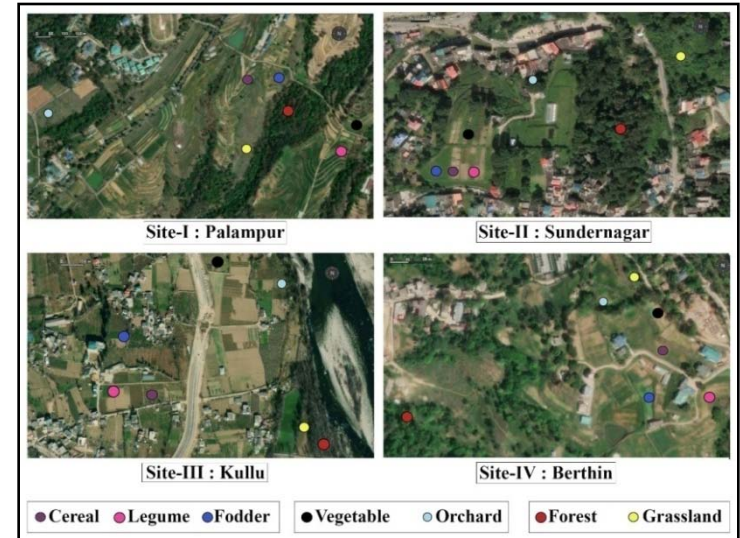 Site-I : Palampur
Site-II : Sundernagar
Site-III : Kullu
Site-IV : Berthin
Cereal Legume Fodder Vegetable Orchard Forest Grassland